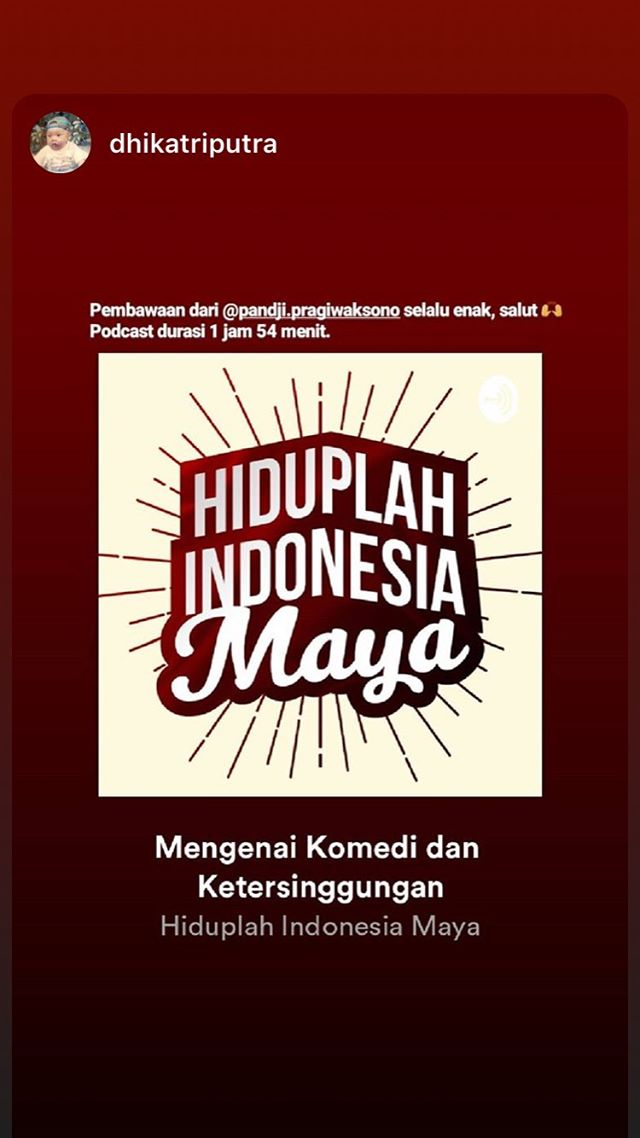 dhikatriputra
Pembawaan dari @pandji.pragiwaksono selalu enak, salut 🙌
Podcast durasi 1 jam 54 menit.
HIDUPLAH
INDONESIA
Maya
Mengenai Komedi dan
Ketersinggungan
Hiduplah Indonesia Maya